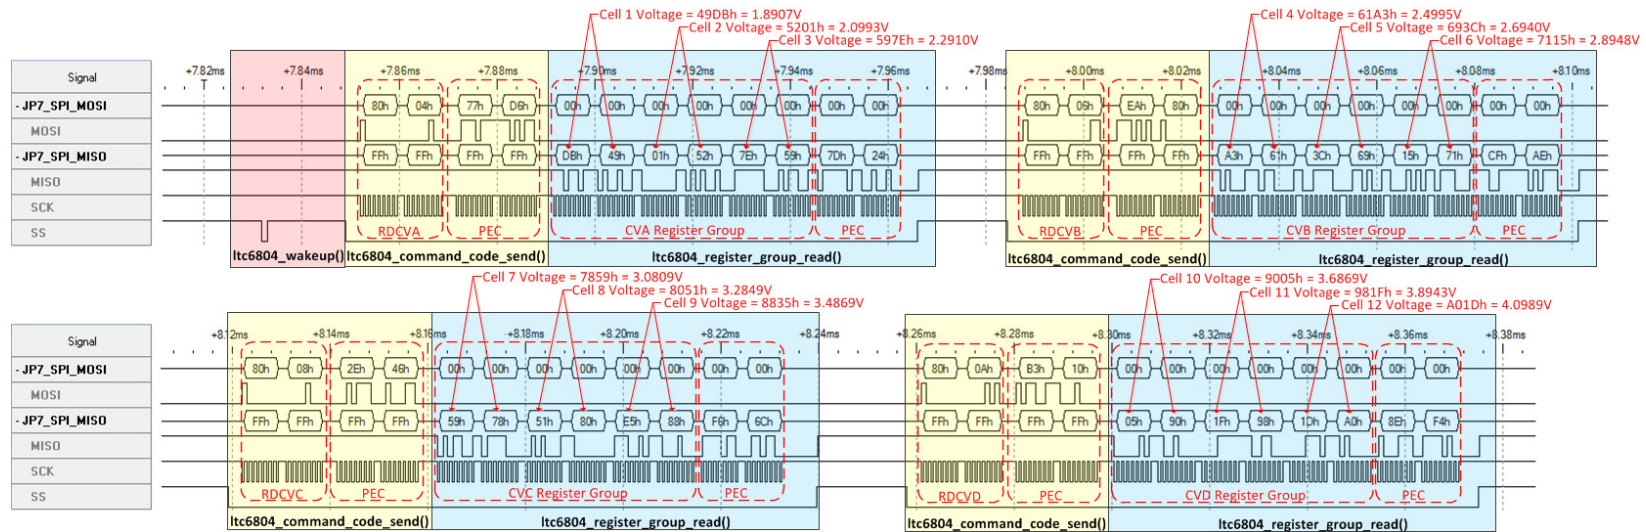 Cell 1 Voltage = 49DBh = 1.8907V
Cell 2 Voltage = 5201h = 2.0993V
Cell 3 Voltage = 597Eh = 2.2910V
Cell 4 Voltage = 61A3h = 2.4995V
Cell 5 Voltage = 693Ch = 2.6940V
Cell 6 Voltage = 7115h = 2.8948V
Signal +7.82ms +7.84ms +7.86ms +7.88ms +7.90ms +7.92ms +7.94ms +7.96ms +7.98ms +8.00ms +8.02ms +8.04ms +8.06ms +8.08ms +8.10ms
- JP7_SPI_MOSI 80h 04h 77h D6h 00h 00h 00h 00h 00h 00h 00h 00h 80h 06h EAh 80h 00h 00h 00h 00h 00h 00h 00h 00h
MOSI
- JP7_SPI_MISO FFh FFh FFh FFh DBh 49h 01h 52h 7Eh 59h 7Dh 24h FFh FFh FFh FFh A3h 61h 3Ch 69h 15h 71h CFh AEh
MISO
SCK
SS RDCVA PEC CVA Register Group PEC RDCVB PEC CVB Register Group PEC
ltc6804_wakeup() ltc6804_command_code_send() ltc6804_register_group_read() ltc6804_command_code_send() ltc6804_register_group_read()
Cell 7 Voltage = 7859h = 3.0809V
Cell 8 Voltage = 8051h = 3.2849V
Cell 9 Voltage = 8835h = 3.4869V
Cell 10 Voltage = 9005h = 3.6869V
Cell 11 Voltage = 981Fh = 3.8943V
Cell 12 Voltage = A01Dh = 4.0989V
Signal +8.12ms +8.14ms +8.16ms +8.18ms +8.20ms +8.22ms +8.24ms +8.26ms +8.28ms +8.30ms +8.32ms +8.34ms +8.36ms +8.38ms
- JP7_SPI_MOSI 80h 08h 2Eh 46h 00h 00h 00h 00h 00h 00h 00h 00h 80h 0Ah B3h 10h 00h 00h 00h 00h 00h 00h 00h 00h
MOSI
- JP7_SPI_MISO FFh FFh FFh FFh 59h 78h 51h 80h E5h 88h F6h 6Ch FFh FFh FFh FFh 05h 90h 1Fh 98h 1Dh A0h 8Eh F4h
MISO
SCK
SS RDCVC PEC CVC Register Group PEC RDCVD PEC CVD Register Group PEC
ltc6804_command_code_send() ltc6804_register_group_read() ltc6804_command_code_send() ltc6804_register_group_read()